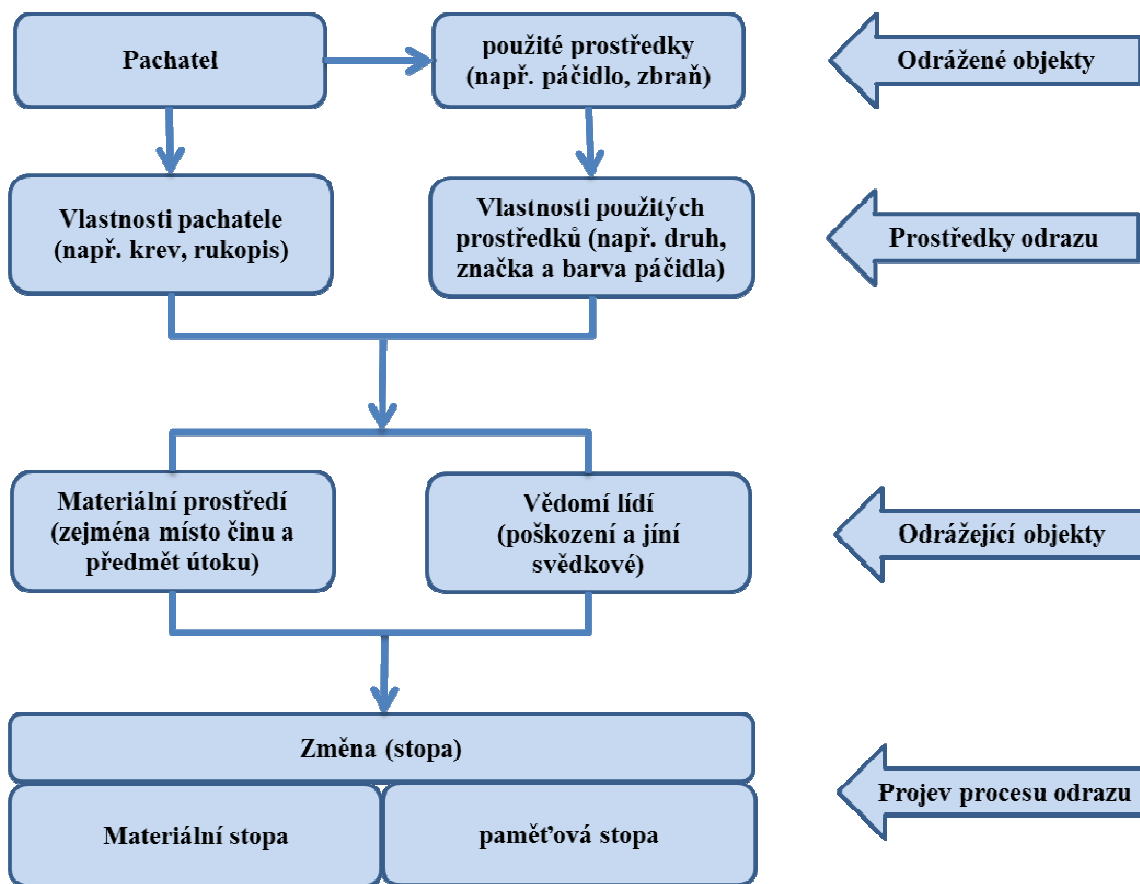 Pachatel
použité prostředky
(např. páčidlo, zbraň)
Odrážené objekty
Vlastnosti pachatele
(např. krev, rukopis)
Vlastnosti použitých
prostředků (např. druh,
značka a barva páčidla)
Prostředky odrazu
Materiální prostředí
(zejména místo činu a
předmět útoku)
Vědomí lidí
(poškození a jiní
svědkové)
Odrážející objekty
Změna (stopa)
Materiální stopa
paměťová stopa
Projev procesu odrazu